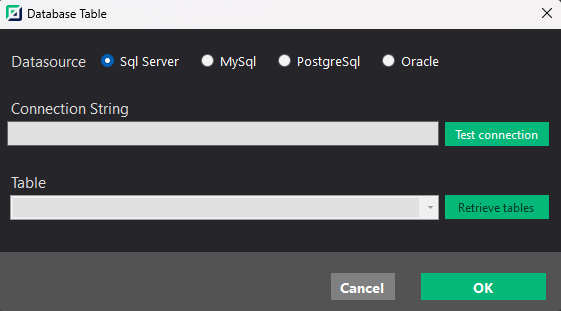 Database Table
Datasource Sql Server MySql PostgreSql Oracle
Connection String
Test connection
Table
Retrieve tables
Cancel OK